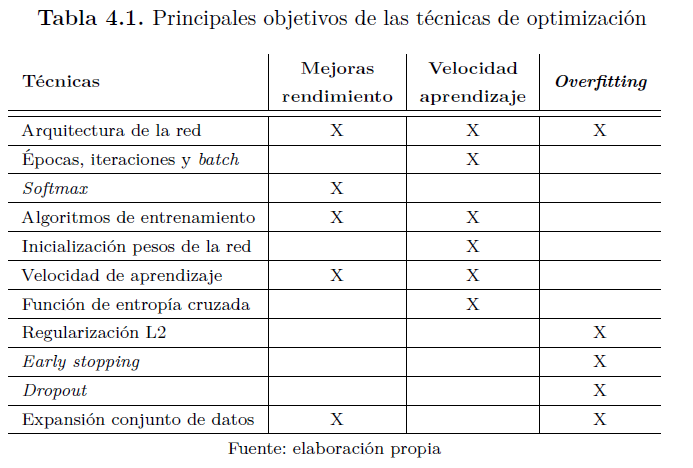 Tabla 4.1. Principales objetivos de las técnicas de optimización
Técnicas Mejoras rendimiento Velocidad aprendizaje Overfitting
Arquitectura de la red X X X
Épocas, iteraciones y batch X
Softmax X
Algoritmos de entrenamiento X X
Inicialización pesos de la red X
Velocidad de aprendizaje X X
Función de entropía cruzada X
Regularización L2 X
Early stopping X
Dropout X
Expansión conjunto de datos X X
Fuente: elaboración propia